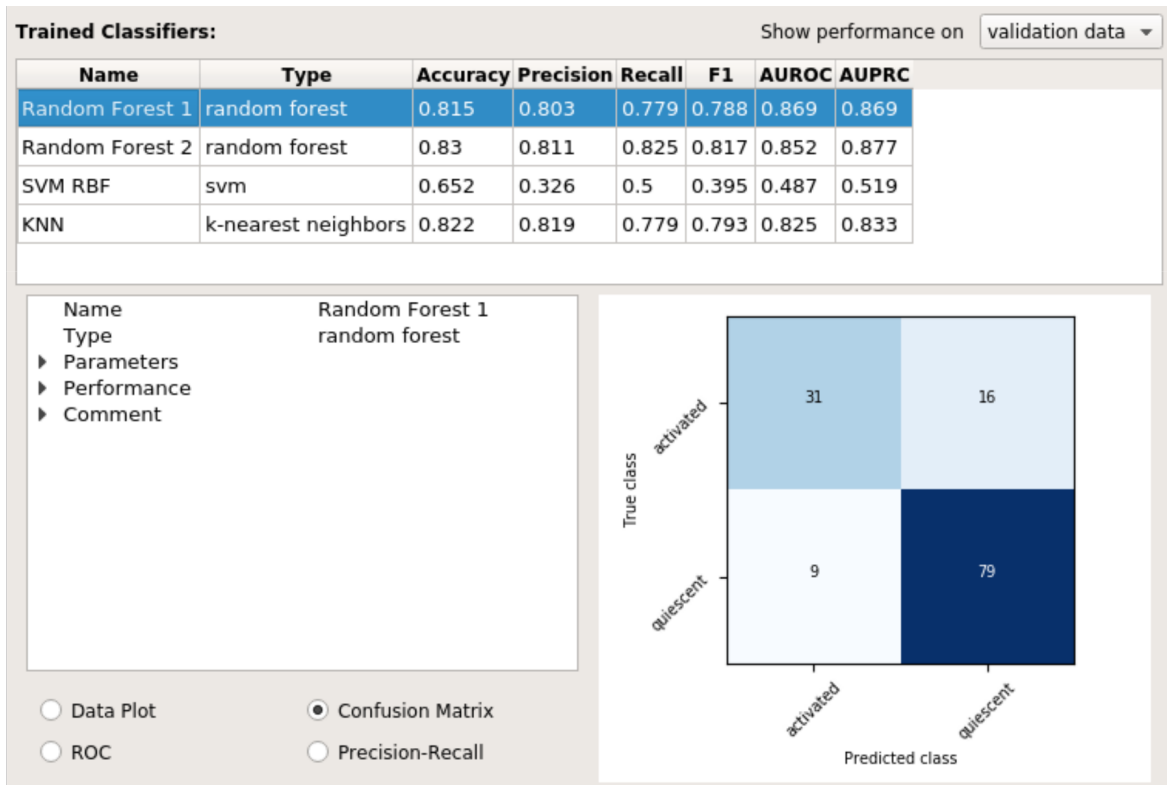 Trained Classifiers: Show performance on validation data
Name Type Accuracy Precision Recall F1 AUROC AUPRC
Random Forest 1 random forest 0.815 0.803 0.779 0.788 0.869 0.869
Random Forest 2 random forest 0.83 0.811 0.825 0.817 0.852 0.877
SVM RBF svm 0.652 0.326 0.5 0.395 0.487 0.519
KNN k-nearest neighbors 0.822 0.819 0.779 0.793 0.825 0.833
Name Random Forest 1
Type random forest
Parameters
Performance
Comment
Data Plot Confusion Matrix
ROC Precision-Recall
True class
activated
31 16
quiescent
9 79
activated quiescent
Predicted class